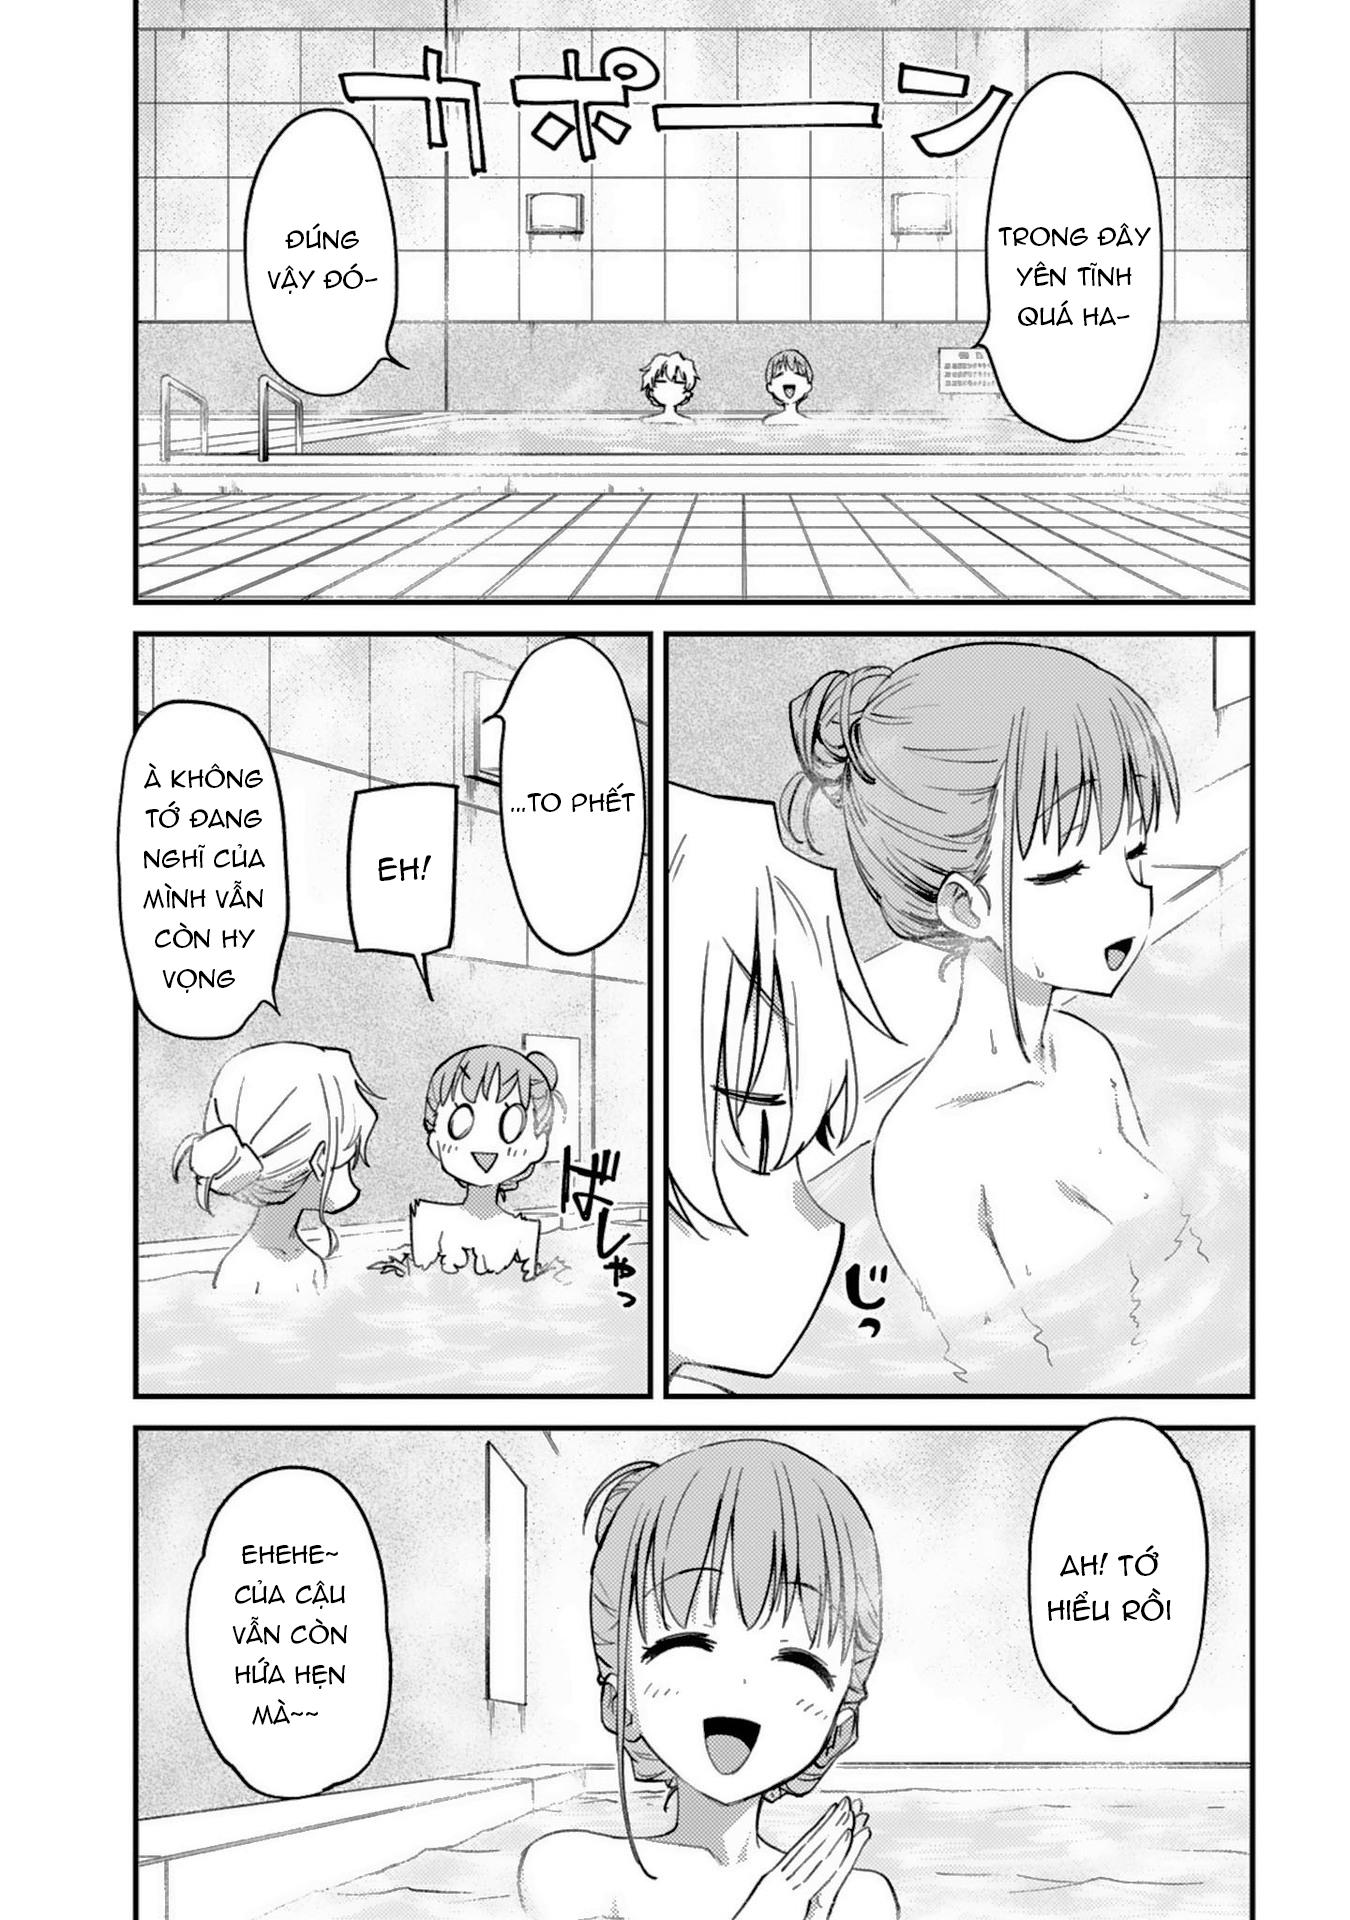 カポーン
TRONG ĐÂY
YÊN TĨNH
QUÁ HA-
ĐÚNG
VẬY ĐÓ-
じっ
...TO PHẾT
EH!
À KHÔNG
TỚ ĐANG
NGHĨ CỦA
MÌNH VẪN
CÒN HY
VỌNG
ばしゃっ
AH! TỚ
HIỂU RỒI
EHEHE~
CỦA CẬU
VẪN CÒN
HỨA HẸN
MÀ~~